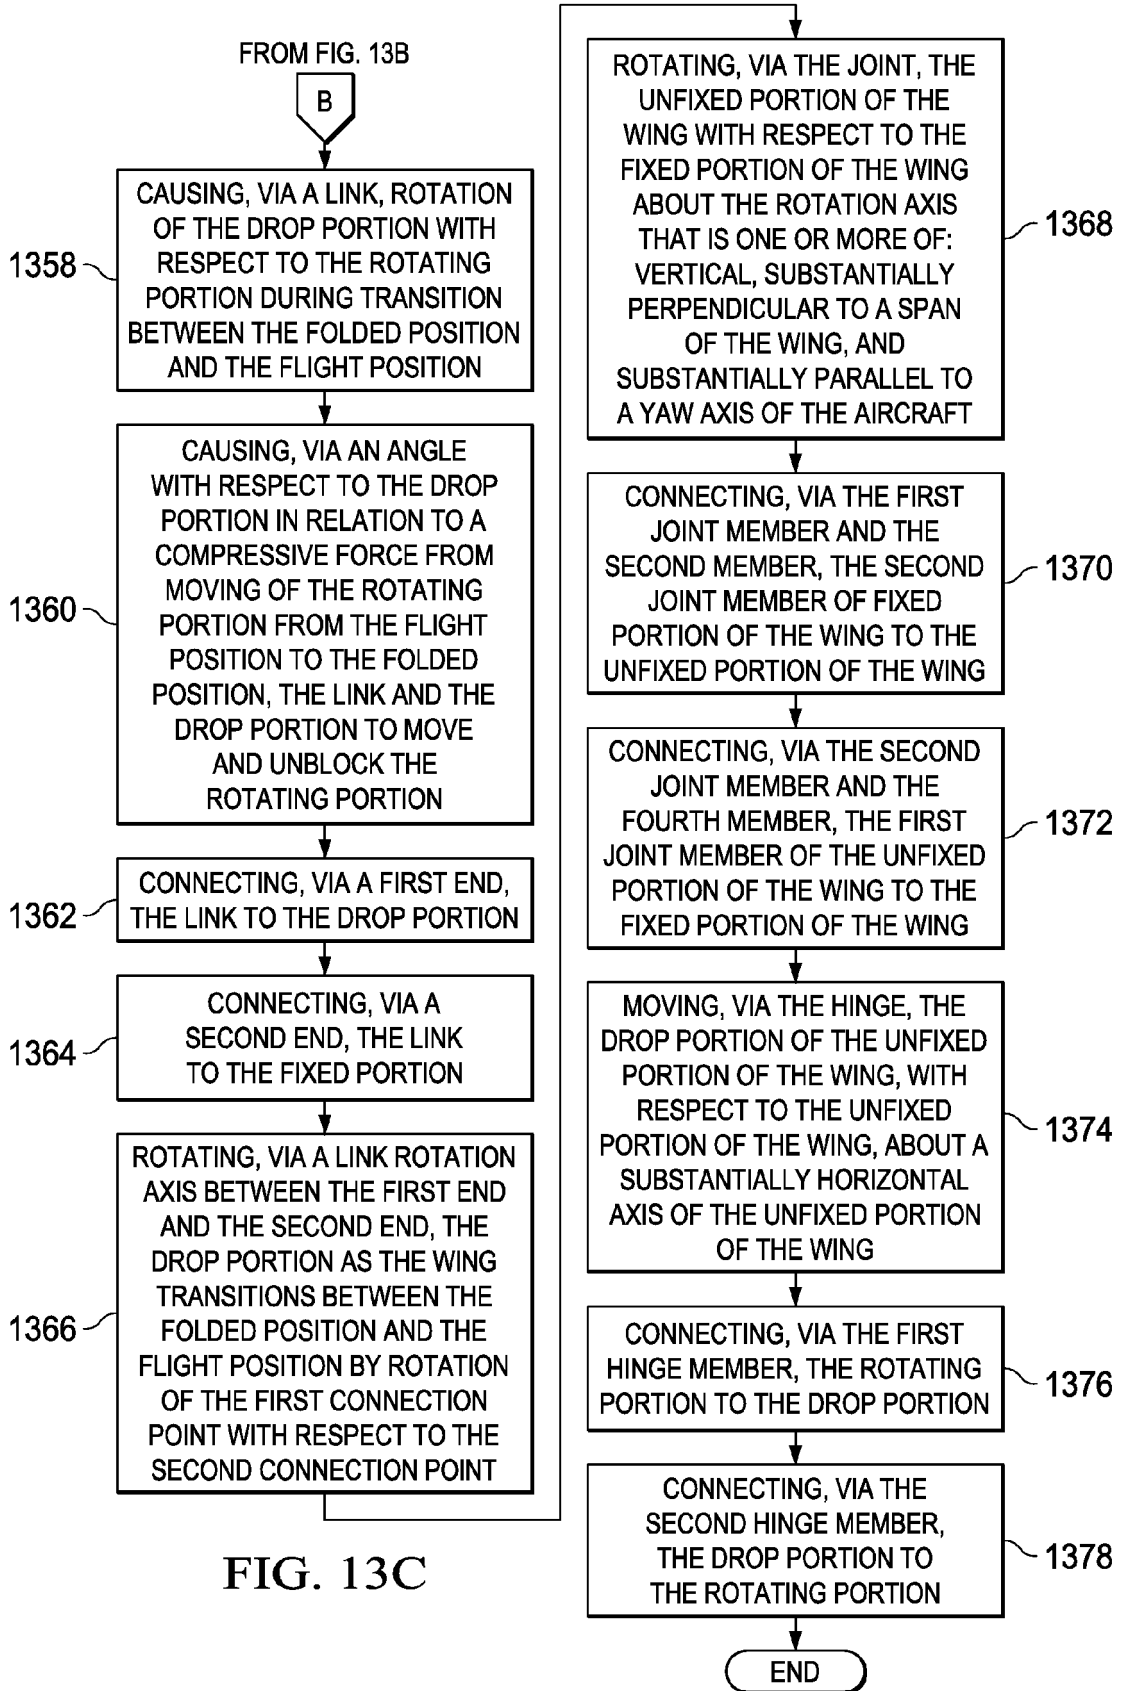 FROM FIG. 13B
B
1358
CAUSING, VIA A LINK, ROTATION
OF THE DROP PORTION WITH
RESPECT TO THE ROTATING
PORTION DURING TRANSITION
BETWEEN THE FOLDED POSITION
AND THE FLIGHT POSITION
1360
CAUSING, VIA AN ANGLE
WITH RESPECT TO THE DROP
PORTION IN RELATION TO A
COMPRESSIVE FORCE FROM
MOVING OF THE ROTATING
PORTION FROM THE FLIGHT
POSITION TO THE FOLDED
POSITION, THE LINK AND THE
DROP PORTION TO MOVE
AND UNBLOCK THE
ROTATING PORTION
1362
CONNECTING, VIA A FIRST END,
THE LINK TO THE DROP PORTION
1364
CONNECTING, VIA A
SECOND END, THE LINK
TO THE FIXED PORTION
1366
ROTATING, VIA A LINK ROTATION
AXIS BETWEEN THE FIRST END
AND THE SECOND END, THE
DROP PORTION AS THE WING
TRANSITIONS BETWEEN THE
FOLDED POSITION AND THE
FLIGHT POSITION BY ROTATION
OF THE FIRST CONNECTION
POINT WITH RESPECT TO THE
SECOND CONNECTION POINT
ROTATING, VIA THE JOINT, THE
UNFIXED PORTION OF THE
WING WITH RESPECT TO THE
FIXED PORTION OF THE WING
ABOUT THE ROTATION AXIS
THAT IS ONE OR MORE OF:
VERTICAL, SUBSTANTIALLY
PERPENDICULAR TO A SPAN
OF THE WING, AND
SUBSTANTIALLY PARALLEL TO
A YAW AXIS OF THE AIRCRAFT
1368
CONNECTING, VIA THE FIRST
JOINT MEMBER AND THE
SECOND MEMBER, THE SECOND
JOINT MEMBER OF FIXED
PORTION OF THE WING TO THE
UNFIXED PORTION OF THE WING
1370
CONNECTING, VIA THE SECOND
JOINT MEMBER AND THE
FOURTH MEMBER, THE FIRST
JOINT MEMBER OF THE UNFIXED
PORTION OF THE WING TO THE
FIXED PORTION OF THE WING
1372
MOVING, VIA THE HINGE, THE
DROP PORTION OF THE UNFIXED
PORTION OF THE WING, WITH
RESPECT TO THE UNFIXED
PORTION OF THE WING, ABOUT A
SUBSTANTIALLY HORIZONTAL
AXIS OF THE UNFIXED PORTION
OF THE WING
1374
CONNECTING, VIA THE FIRST
HINGE MEMBER, THE ROTATING
PORTION TO THE DROP PORTION
1376
CONNECTING, VIA THE
SECOND HINGE MEMBER,
THE DROP PORTION TO
THE ROTATING PORTION
1378
END
FIG. 13C